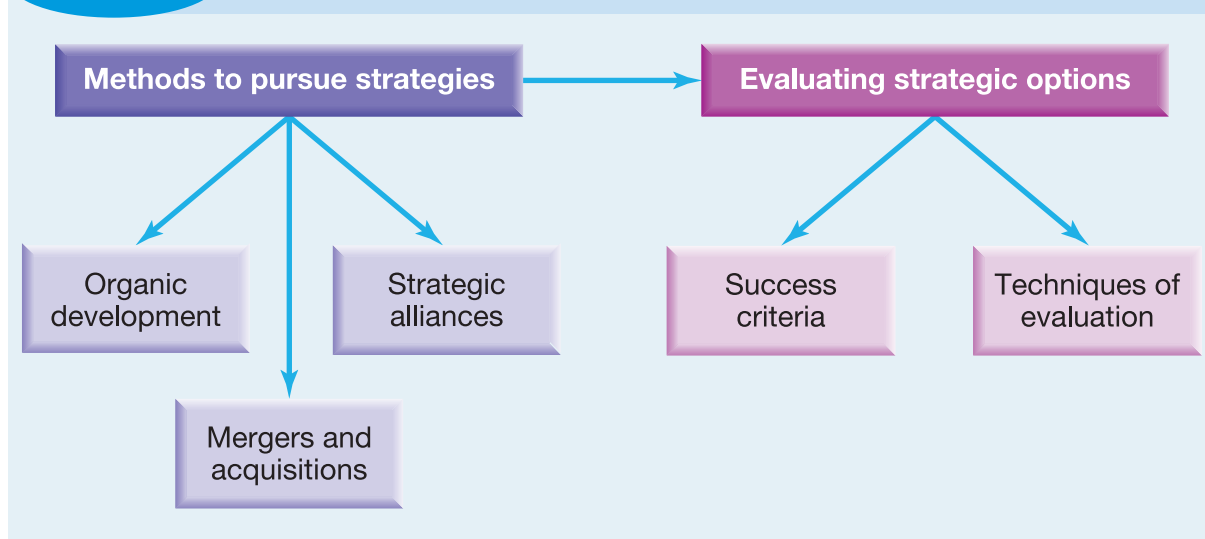 Methods to pursue strategies
Evaluating strategic options
Organic
development
Strategic
alliances
Mergers and
acquisitions
Success
criteria
Techniques of
evaluation